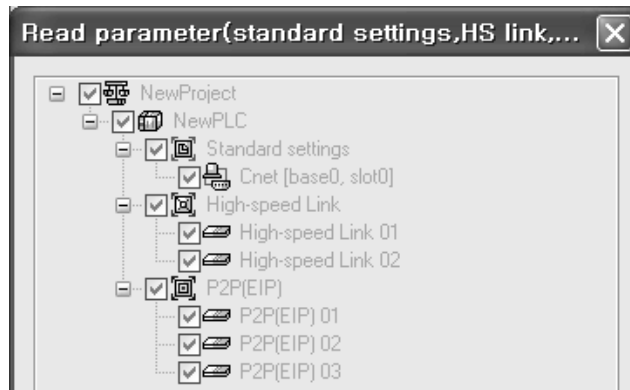 Read parameter(standard settings,HS link,...
NewProject
NewPLC
Standard settings
Cnet [base0, slot0]
High-speed Link
High-speed Link 01
High-speed Link 02
P2P(EIP)
P2P(EIP) 01
P2P(EIP) 02
P2P(EIP) 03